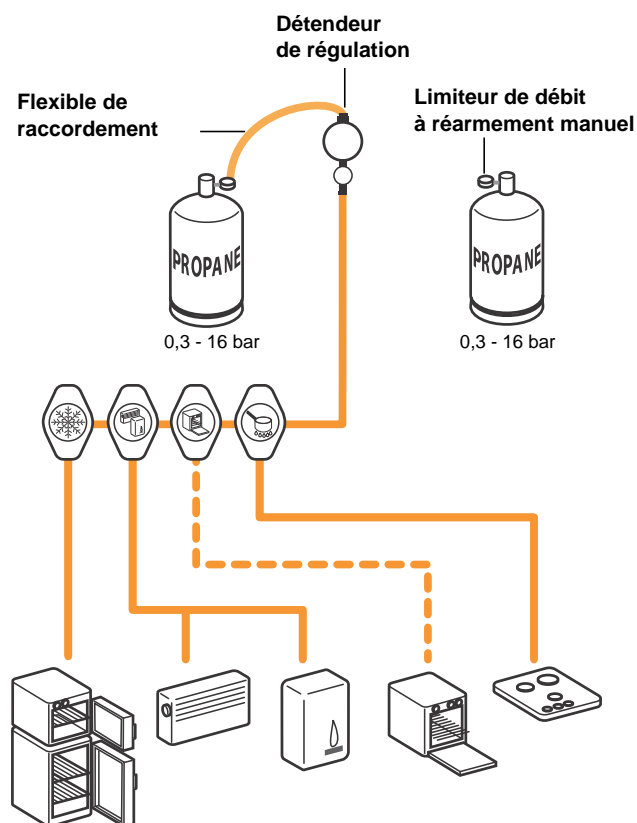 Détendeur
de régulation
Flexible de
raccordement
Limiteur de débit
à réarmement manuel
PROPANE
PROPANE
0,3 - 16 bar
0,3 - 16 bar